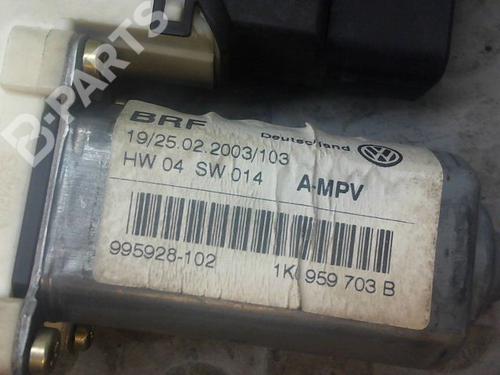 B-PARTS
BRF
Deutschland
19/25.02.2003/103
HW 04 SW 014
A-MPV
995928-102
959 703 B